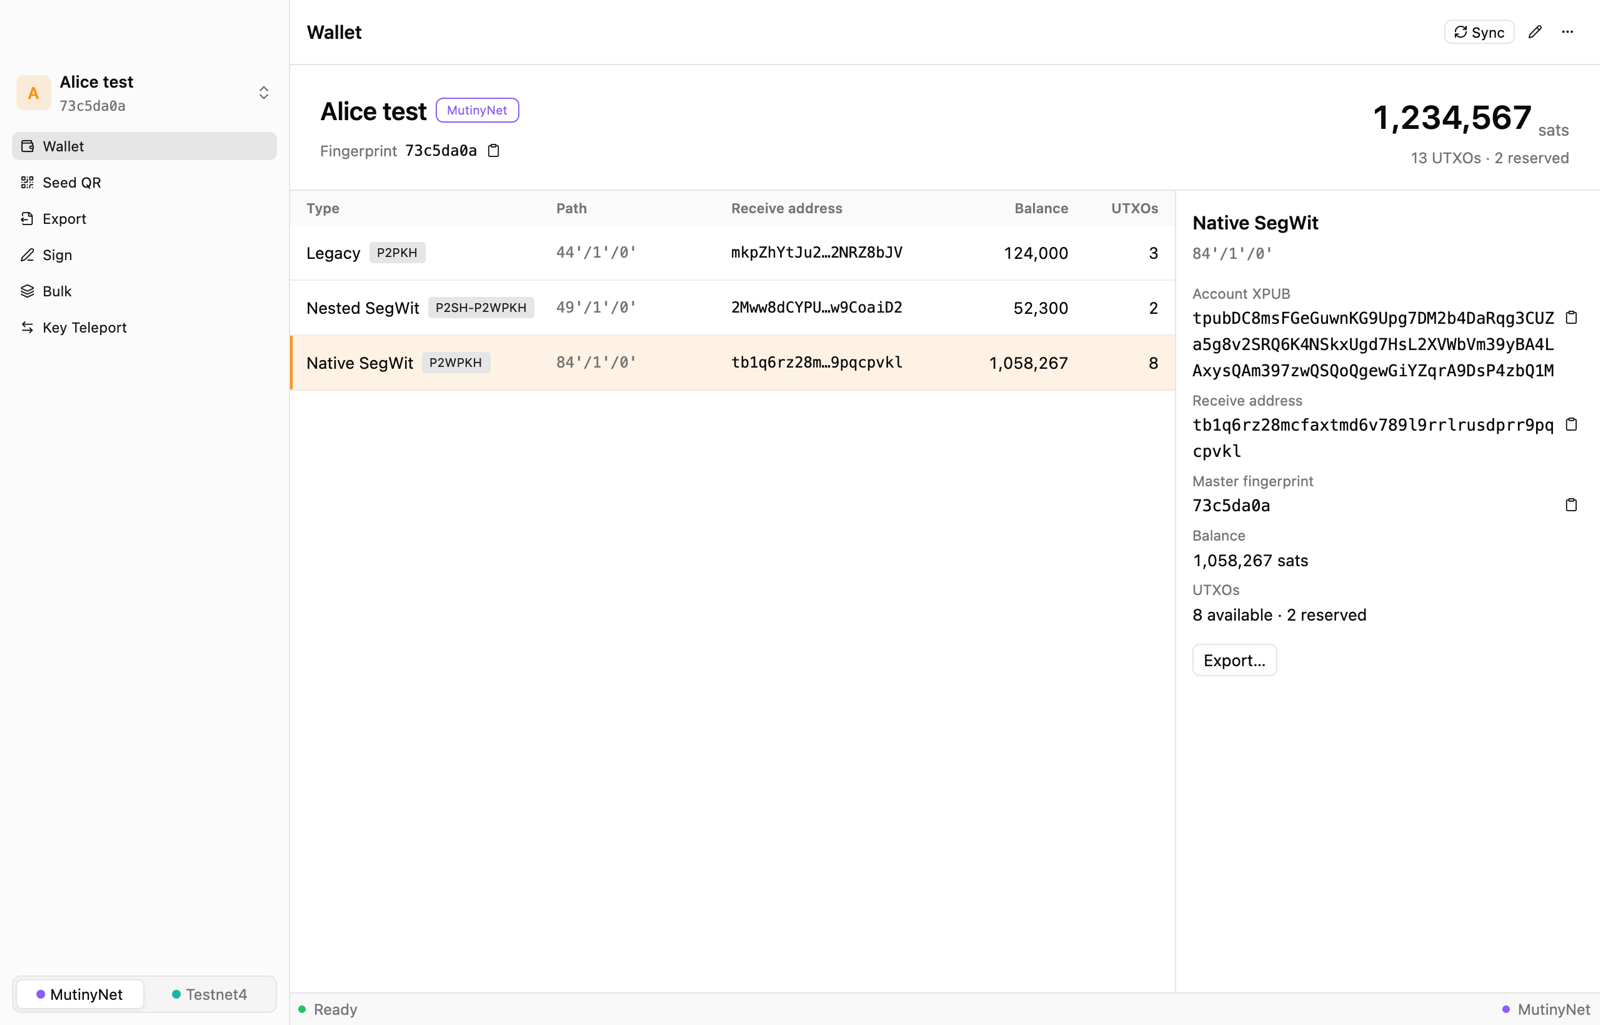 Wallet
Sync
Alice test
73c5da0a
A
Wallet
Seed QR
Export
Sign
Bulk
Key Teleport
Alice test MutinyNet
Fingerprint 73c5da0a
1,234,567 sats
13 UTXOs · 2 reserved
Type Path Receive address Balance UTXOs
Legacy P2PKH 44'/1'/0' mkpZhYtJu2…2NRZ8bJV 124,000 3
Nested SegWit P2SH-P2WPKH 49'/1'/0' 2Mww8dCYPU…w9CoaiD2 52,300 2
Native SegWit P2WPKH 84'/1'/0' tb1q6rz28m…9pqcpvkl 1,058,267 8
Native SegWit
84'/1'/0'
Account XPUB
tpubDC8msFGeGuwnKG9Upg7DM2b4DaRqg3CUZ
a5g8v2SRQ6K4NSkxUgd7HsL2XVWbVm39yBA4L
AxysQAm397zwQSQoQgewGiYZqrA9DsP4zbQ1M
Receive address
tb1q6rz28mcfaxtmd6v789l9rrlrusdprr9pq
cpvkl
Master fingerprint
73c5da0a
Balance
1,058,267 sats
UTXOs
8 available · 2 reserved
Export…
MutinyNet Testnet4
Ready
MutinyNet